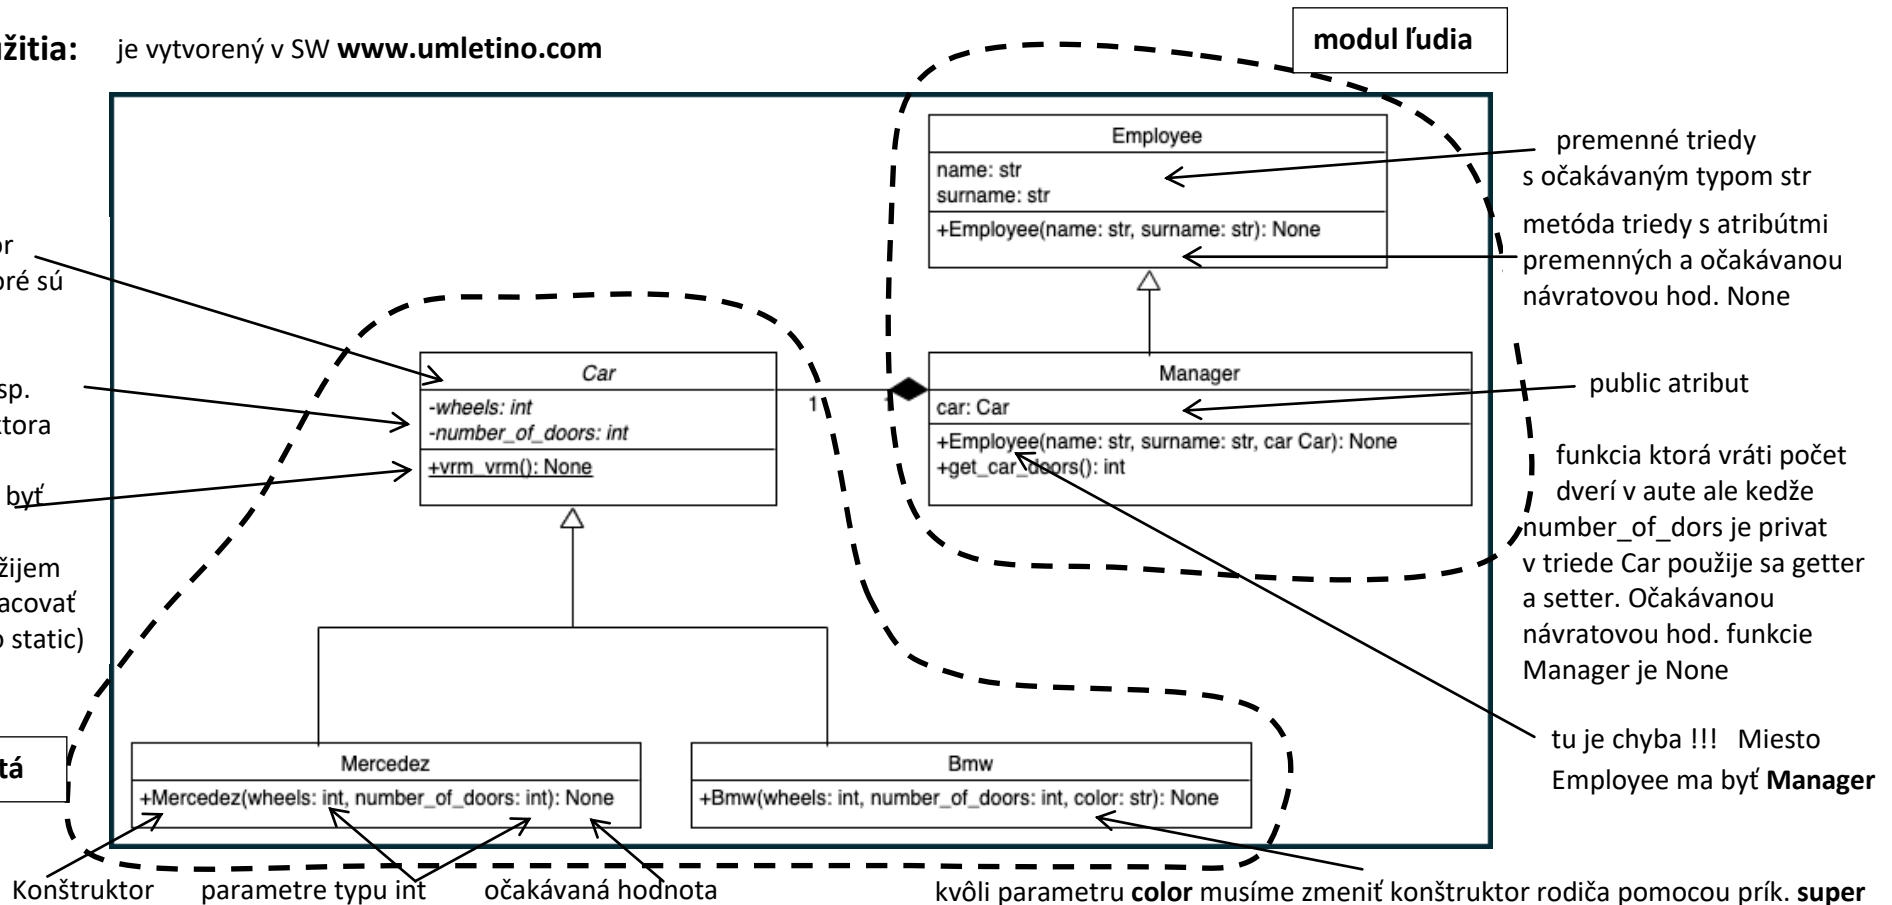 užitia: je vytvorený v SW www.umletino.com
modul ľudia
Employee
name: str
surname: str
+Employee(name: str, surname: str): None
premenné triedy
s očakávaným typom str
metóda triedy s atribútmi
premenných a očakávanou
návratovou hod. None
or
oré sú
sp.
ktora
byť
žijem
acovať
o static)
tá
Car
-wheels: int
-number_of_doors: int
+vrm_vrm(): None
1
Manager
car: Car
+Employee(name: str, surname: str, car Car): None
+get_car_doors(): int
public atribut
funkcia ktorá vráti počet
dverí v aute ale kedže
number_of_dors je privat
v triede Car použije sa getter
a setter. Očakávanou
návratovou hod. funkcie
Manager je None
tu je chyba !!! Miesto
Employee ma byť Manager
Mercedez
+Mercedez(wheels: int, number_of_doors: int): None
Bmw
+Bmw(wheels: int, number_of_doors: int, color: str): None
Konštruktor parametre typu int očakávaná hodnota
kvôli parametru color musíme zmeniť konštruktor rodiča pomocou prík. super